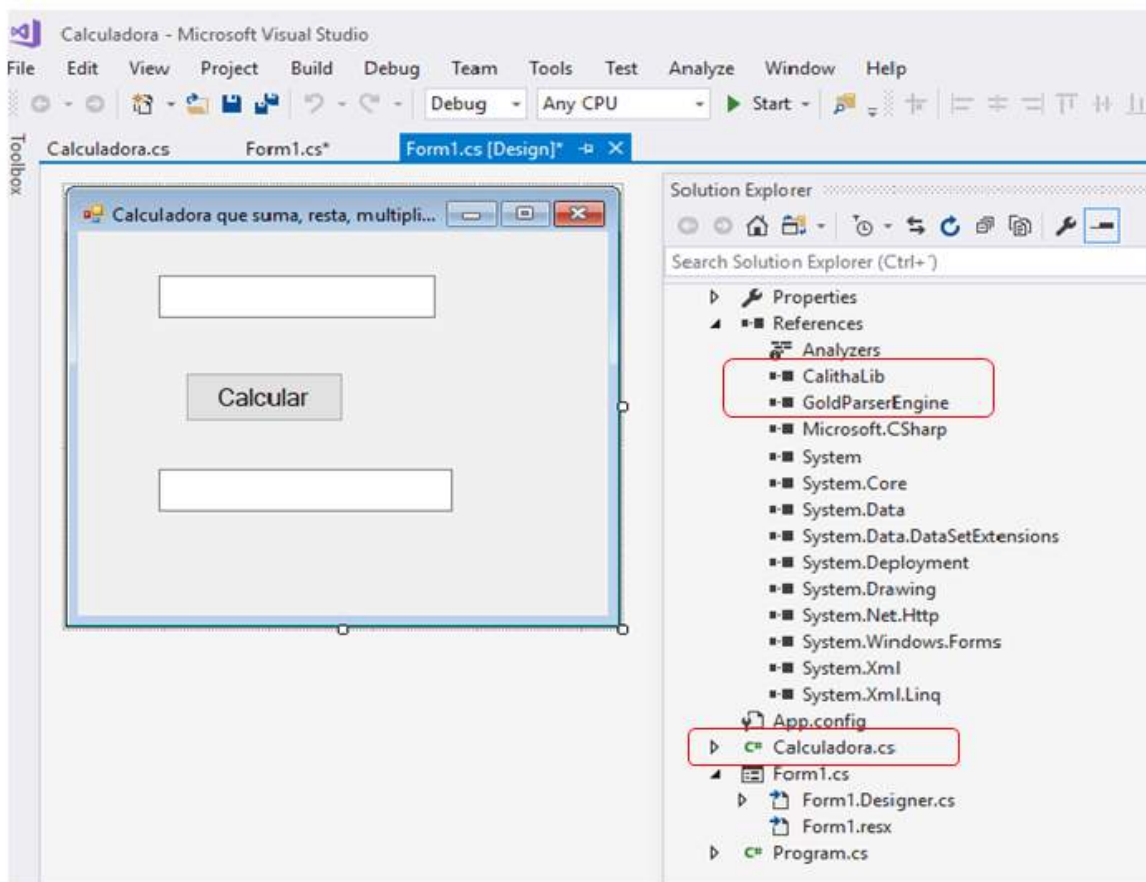 Calculadora - Microsoft Visual Studio
File Edit View Project Build Debug Team Tools Test Analyze Window Help
Debug Any CPU Start
Toolbox
Calculadora.cs Form1.cs* Form1.cs [Design]*
Calculadora que suma, resta, multipli...
Calcular
Solution Explorer
Search Solution Explorer (Ctrl+´)
Properties
References
Analyzers
CalithaLib
GoldParserEngine
Microsoft.CSharp
System
System.Core
System.Data
System.Data.DataSetExtensions
System.Deployment
System.Drawing
System.Net.Http
System.Windows.Forms
System.Xml
System.Xml.Linq
App.config
C# Calculadora.cs
Form1.cs
Form1.Designer.cs
Form1.resx
C# Program.cs